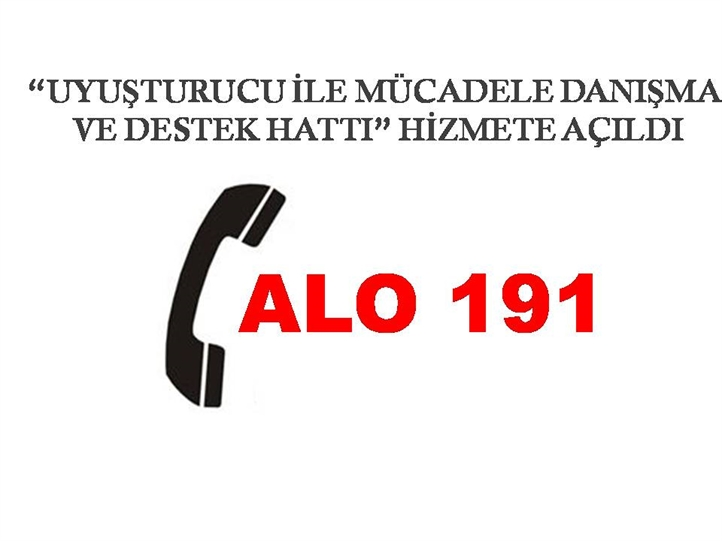 “UYUŞTURUCU İLE MÜCADELE DANIŞMA
VE DESTEK HATTI” HİZMETE AÇILDI
ALO 191